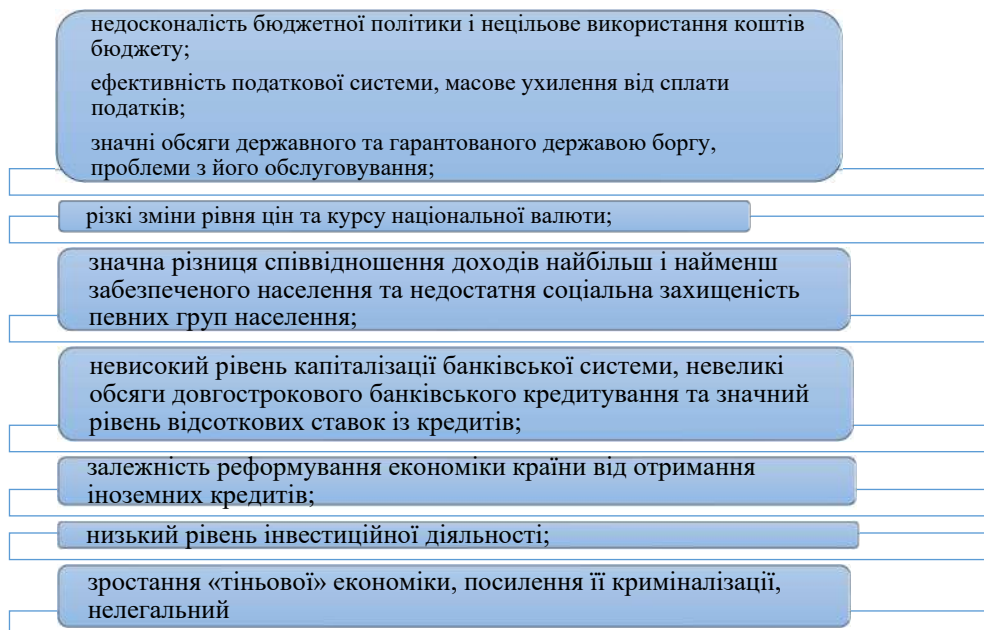 недосконалість бюджетної політики і нецільове використання коштів
бюджету;
ефективність податкової системи, масове ухилення від сплати
податків;
значні обсяги державного та гарантованого державою боргу,
проблеми з його обслуговування;
різкі зміни рівня цін та курсу національної валюти;
значна різниця співвідношення доходів найбільш і найменш
забезпеченого населення та недостатня соціальна захищеність
певних груп населення;
невисокий рівень капіталізації банківської системи, невеликі
обсяги довгострокового банківського кредитування та значний
рівень відсоткових ставок із кредитів;
залежність реформування економіки країни від отримання
іноземних кредитів;
низький рівень інвестиційної діяльності;
зростання «тіньової» економіки, посилення її криміналізації,
нелегальний